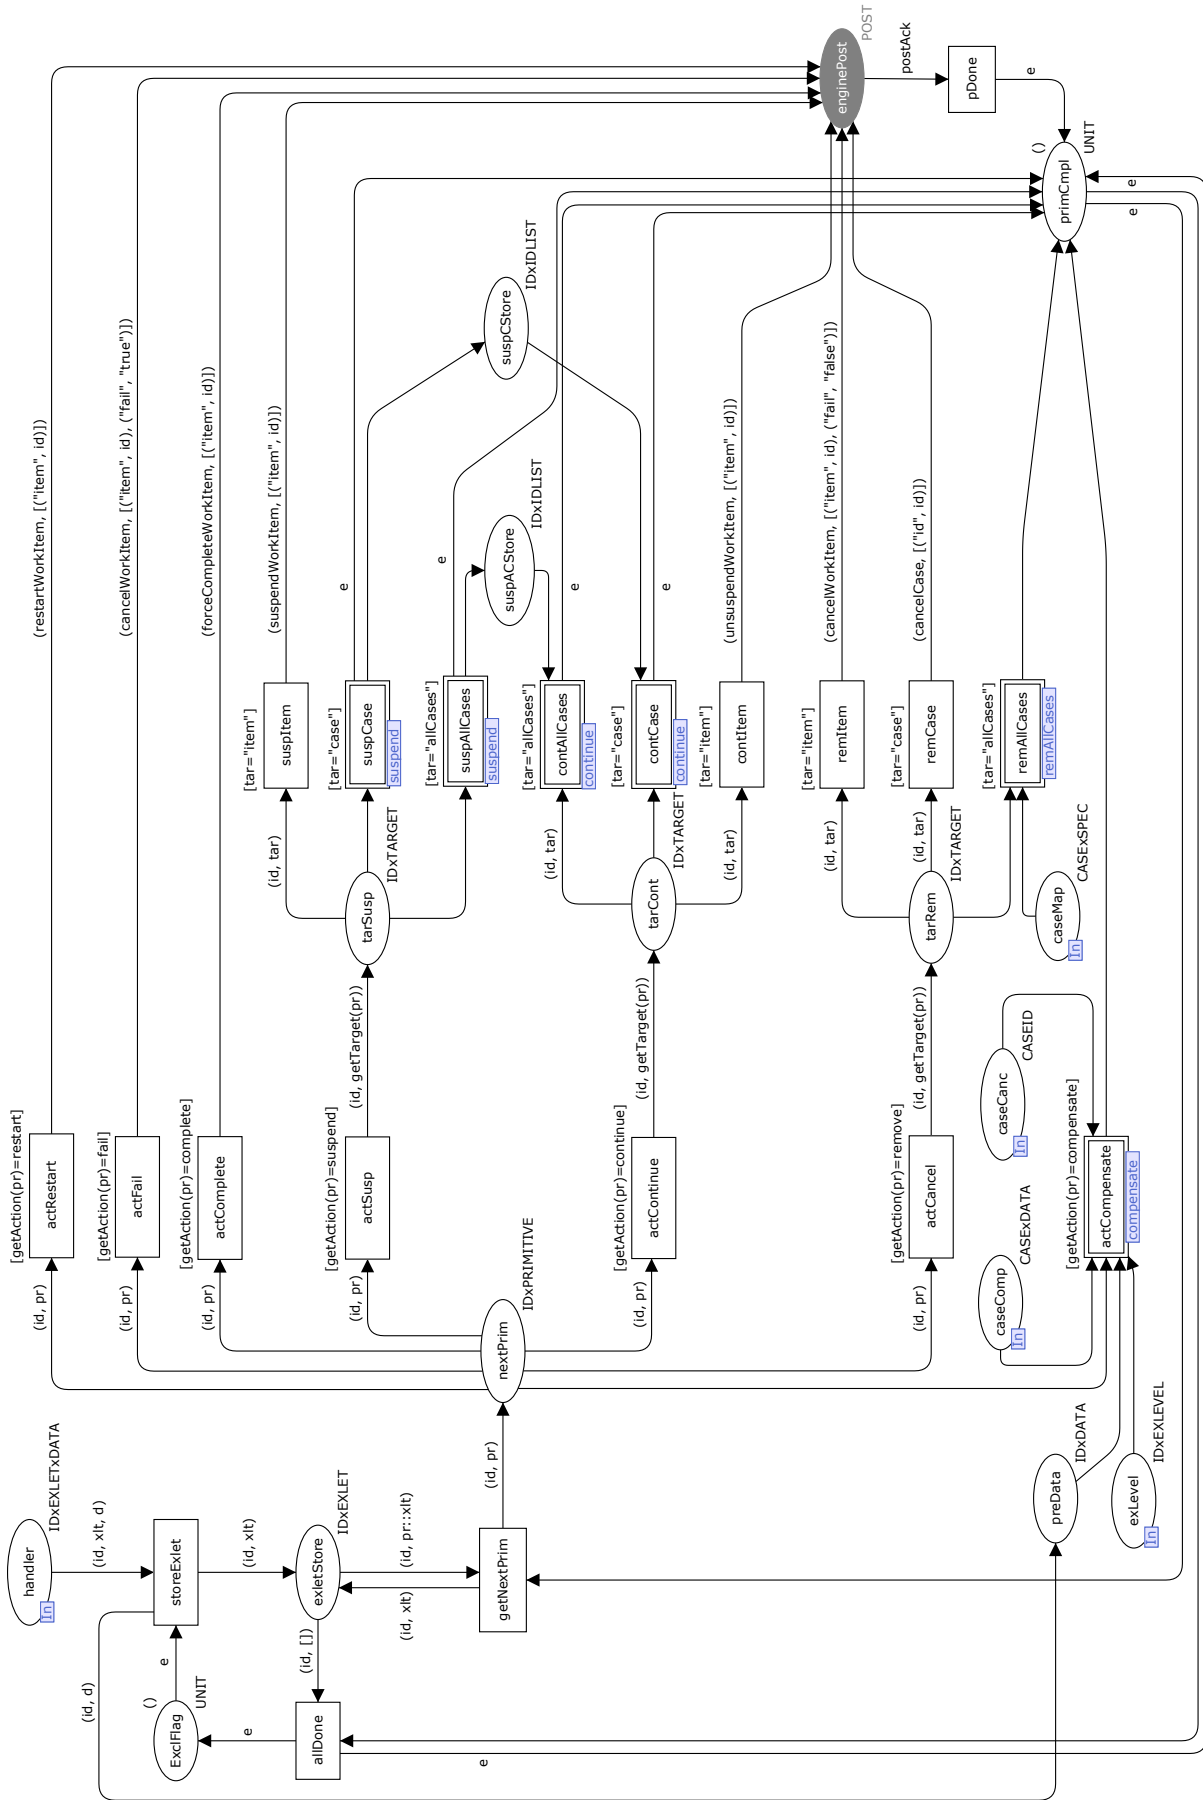 handler
In
IDxEXLETxDATA
(id, xlt, d)
(id, d)
storeExlet
e
()
ExclFlag
UNIT
(id, xlt)
e
exletStore
IDxEXLET
(id, [])
allDone
e
(id, xlt)
(id, pr::xlt)
getNextPrim
(id, pr)
nextPrim
IDxPRIMITIVE
preData
IDxDATA
exLevel
In
IDxEXLEVEL
(id, pr)
[getAction(pr)=restart]
actRestart
(restartWorkItem, [("item", id)])
(id, pr)
[getAction(pr)=fail]
actFail
(cancelWorkItem, [("item", id), ("fail", "true")])
(id, pr)
[getAction(pr)=complete]
actComplete
(forceCompleteWorkItem, [("item", id)])
(id, pr)
[getAction(pr)=suspend]
actSusp
(id, getTarget(pr))
tarSusp
IDxTARGET
(id, tar)
[tar="item"]
suspItem
(suspendWorkItem, [("item", id)])
[tar="case"]
suspCase
suspend
e
[tar="allCases"]
suspAllCases
suspend
e
suspCStore
IDxIDLIST
suspACStore
IDxIDLIST
(id, pr)
[getAction(pr)=continue]
actContinue
(id, getTarget(pr))
tarCont
IDxTARGET
(id, tar)
[tar="allCases"]
contAllCases
continue
e
[tar="case"]
contCase
continue
e
(id, tar)
[tar="item"]
contItem
(unsuspendWorkItem, [("item", id)])
(id, pr)
[getAction(pr)=remove]
actCancel
(id, getTarget(pr))
tarRem
IDxTARGET
(id, tar)
[tar="item"]
remItem
(cancelWorkItem, [("item", id), ("fail", "false")])
(id, tar)
[tar="case"]
remCase
(cancelCase, [("id", id)])
[tar="allCases"]
remAllCases
remAllCases
caseMap
In
CASExSPEC
caseComp
In
CASExDATA
caseCanc
In
CASEID
[getAction(pr)=compensate]
actCompensate
compensate
enginePost
POST
postAck
pDone
e
()
primCmpl
UNIT
e
e